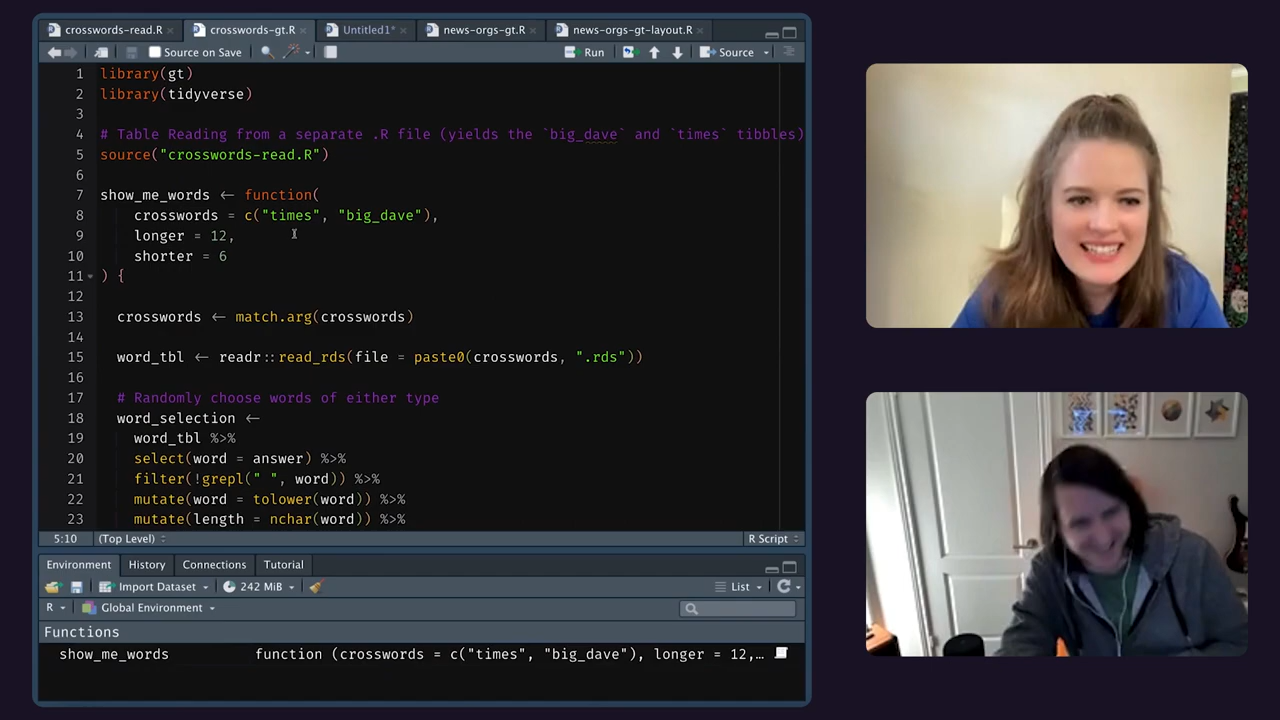 crosswords-read.R
crosswords-gt.R
Untitled1*
news-orgs-gt.R
news-orgs-gt-layout.R
Source on Save
Run
Source
1 library(gt)
2 library(tidyverse)
3
4 # Table Reading from a separate .R file (yields the `big_dave` and `times` tibbles)
5 source("crosswords-read.R")
6
7 show_me_words <- function(
8 crosswords = c("times", "big_dave"),
9 longer = 12,
10 shorter = 6
11 ) {
12
13 crosswords <- match.arg(crosswords)
14
15 word_tbl <- readr::read_rds(file = paste0(crosswords, ".rds"))
16
17 # Randomly choose words of either type
18 word_selection <-
19 word_tbl %>%
20 select(word = answer) %>%
21 filter(!grepl(" ", word)) %>%
22 mutate(word = tolower(word)) %>%
23 mutate(length = nchar(word)) %>%
5:10 (Top Level) R Script
Environment History Connections Tutorial
Import Dataset 242 MiB List
R Global Environment
Functions
show_me_words function (crosswords = c("times", "big_dave"), longer = 12,…